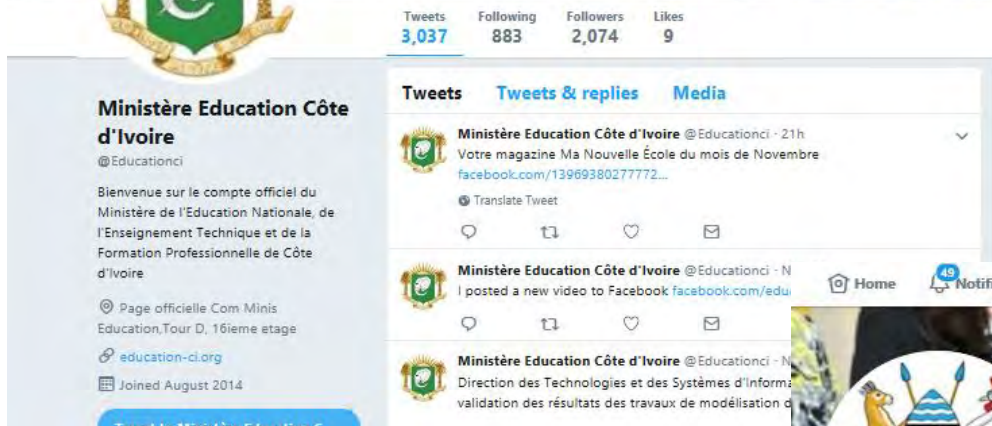 Tweets Following Followers Likes
3,037 883 2,074 9
Tweets Tweets & replies Media
Ministère Education Côte
d'Ivoire
@Educationci
Bienvenue sur le compte officiel du
Ministère de l'Education Nationale, de
l'Enseignement Technique et de la
Formation Professionnelle de Côte
d'Ivoire
Page officielle Com Minis
Education,Tour D, 16ieme etage
education-ci.org
Joined August 2014
Ministère Education Côte d'Ivoire @Educationci · 21h
Votre magazine Ma Nouvelle École du mois de Novembre
facebook.com/13969380277772...
Translate Tweet
Ministère Education Côte d'Ivoire @Educationci · N
I posted a new video to Facebook facebook.com/edu
Ministère Education Côte d'Ivoire @Educationci · N
Direction des Technologies et des Systèmes d'Informa
validation des résultats des travaux de modélisation d
Home 49 Notifi